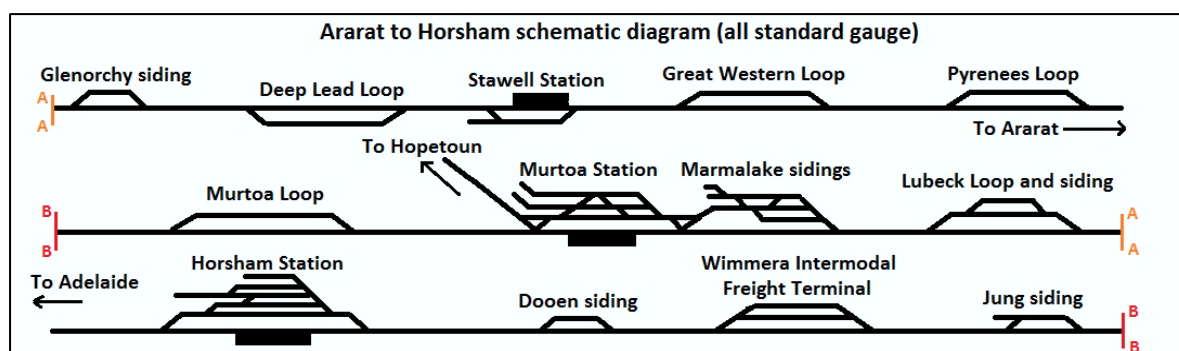 Ararat to Horsham schematic diagram (all standard gauge)
Glenorchy siding
Deep Lead Loop
Stawell Station
Great Western Loop
Pyrenees Loop
A
A
To Ararat
To Hopetoun
Murtoa Loop
Murtoa Station
Marmalake sidings
Lubeck Loop and siding
B
B
A
A
To Adelaide
Horsham Station
Dooen siding
Wimmera Intermodal
Freight Terminal
Jung siding
B
B